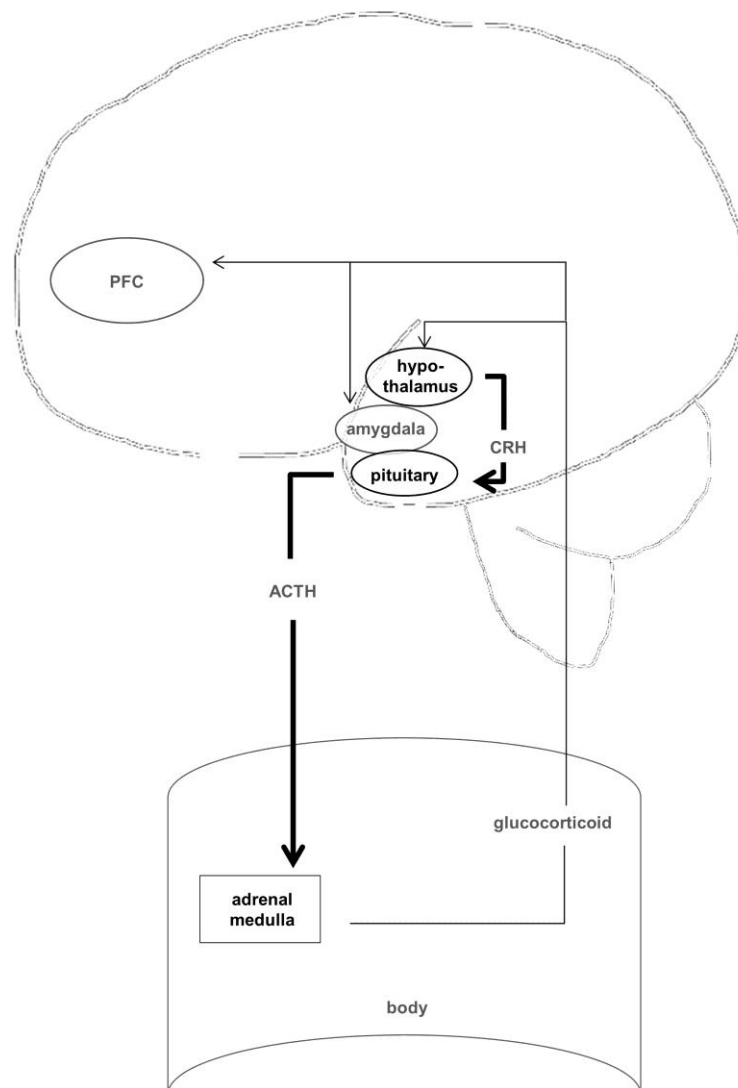 PFC
hypo-
thalamus
amygdala
CRH
pituitary
ACTH
glucocorticoid
adrenal
medulla
body